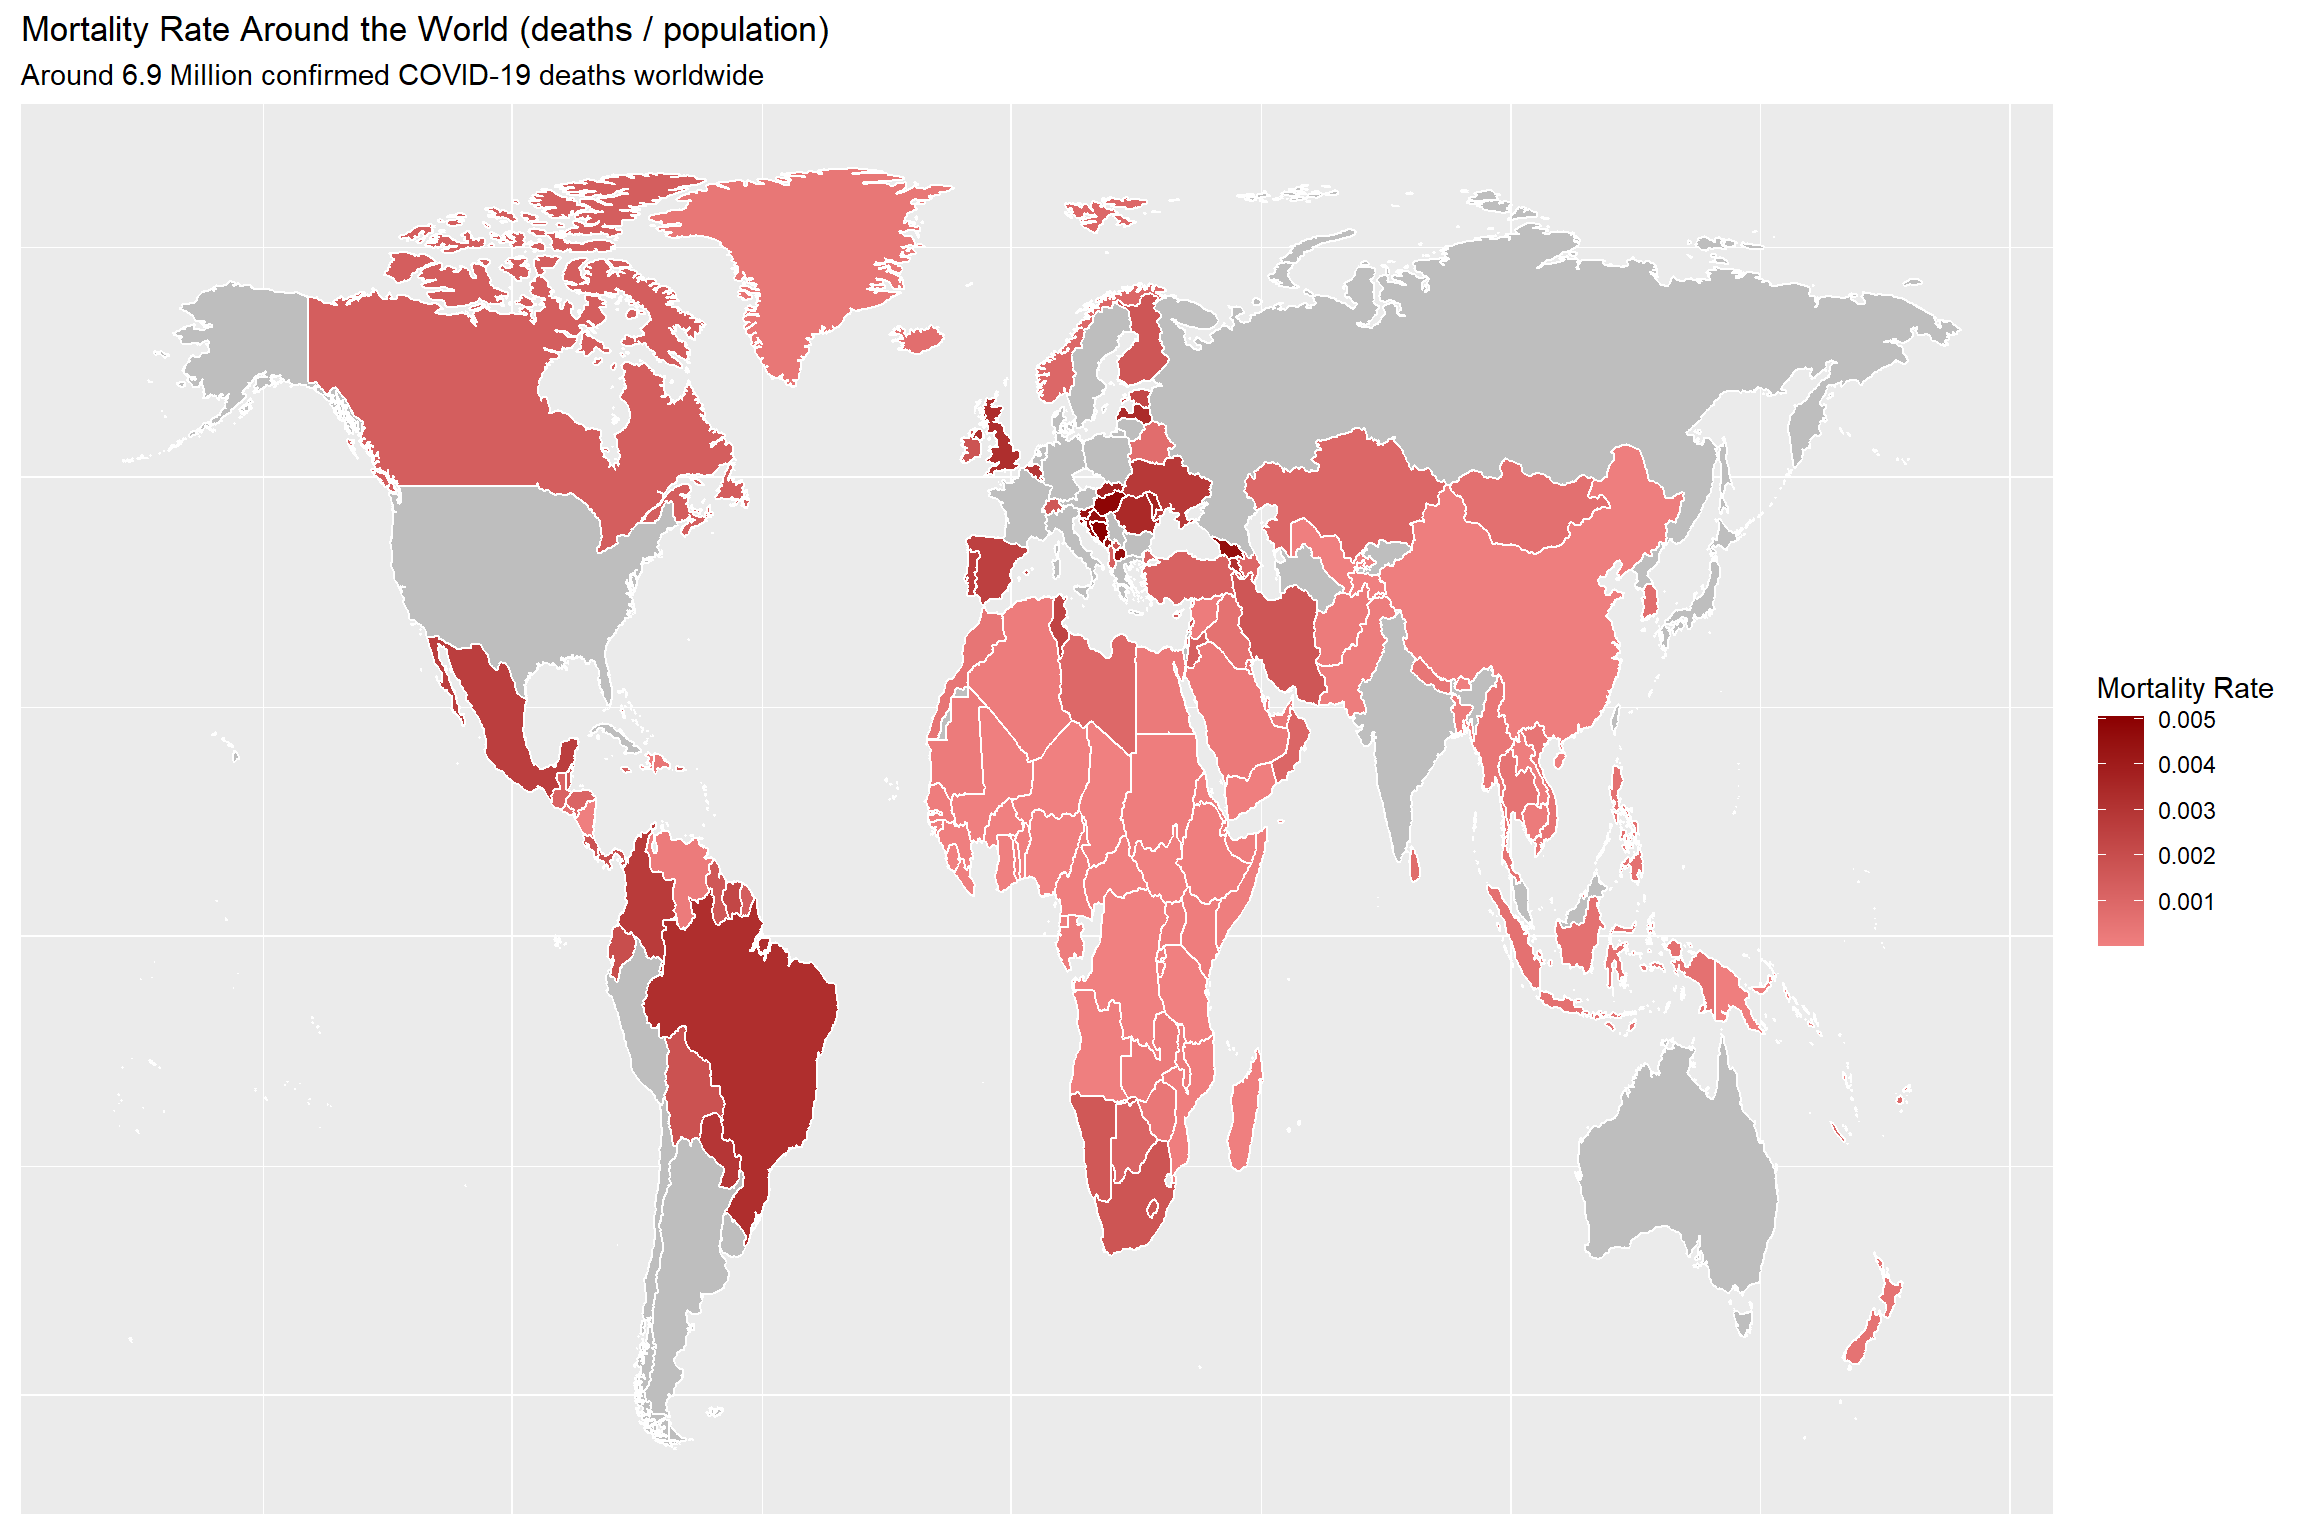 Mortality Rate Around the World (deaths / population)
Around 6.9 Million confirmed COVID-19 deaths worldwide
Mortality Rate
0.005
0.004
0.003
0.002
0.001